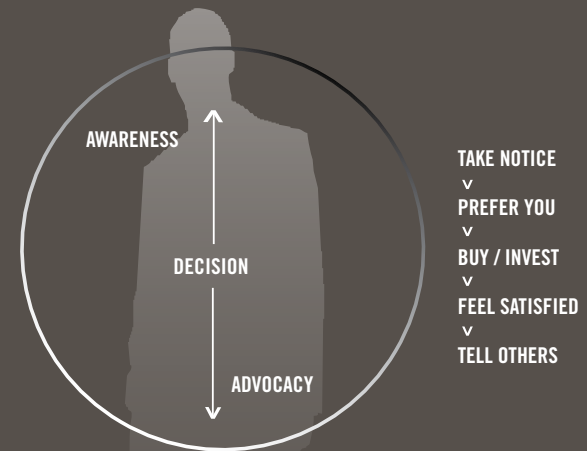 AWARENESS
DECISION
ADVOCACY
TAKE NOTICE
PREFER YOU
BUY / INVEST
FEEL SATISFIED
TELL OTHERS